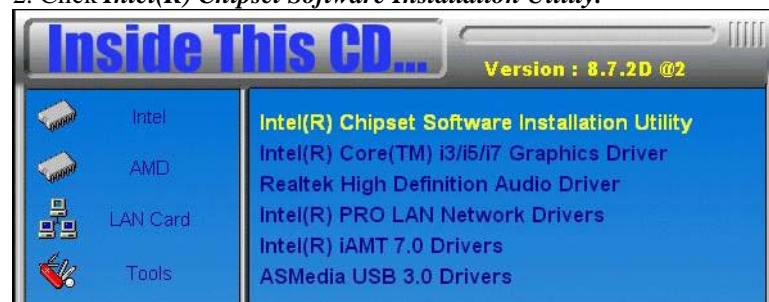 2. Click Intel(R) Chipset Software Installation Utility.
Inside This CD...
Version : 8.7.2D @2
Intel
AMD
LAN Card
Tools
Intel(R) Chipset Software Installation Utility
Intel(R) Core(TM) i3/i5/i7 Graphics Driver
Realtek High Definition Audio Driver
Intel(R) PRO LAN Network Drivers
Intel(R) iAMT 7.0 Drivers
ASMedia USB 3.0 Drivers